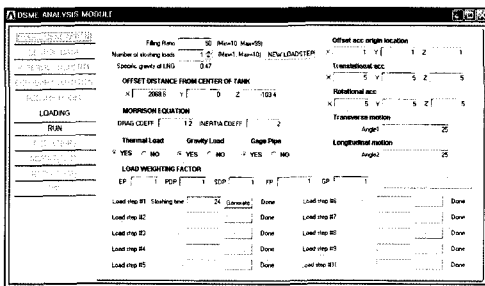 DSME ANALYSIS MODULE
Filling Ratio 50 (Min=10 Max=99)
Number of sloshing loads 1 (Min=1, Max=10) NEW LOADSTEP
Specific gravity of LNG 0.47
OFFSET DISTANCE FROM CENTER OF TANK
X 2068.6 Y 0 Z -103.4
MORRISON EQUATION
DRAG COEFF 1.2 INERTIA COEFF 2
Thermal Load Gravity Load Gage Pipe
YES NO YES NO YES NO
LOAD WEIGHTING FACTOR
EP 1 PDP 1 SDP 1 FP 1 GP 1
Offset acc origin location
X 1 Y 1 Z 1
Translational acc
X 5 Y 5 Z 5
Rotational acc
X 5 Y 5 Z 5
Transverse motion
Angle1 25
Longitudinal motion
Angle2 25
LOADING
RUN
Load step #1 Sloshing time 24 Generate Done
Load step #2 Done
Load step #3 Done
Load step #4 Done
Load step #5 Done
Load step #6 Done
Load step #7 Done
Load step #8 Done
Load step #9 Done
Load step #10 Done